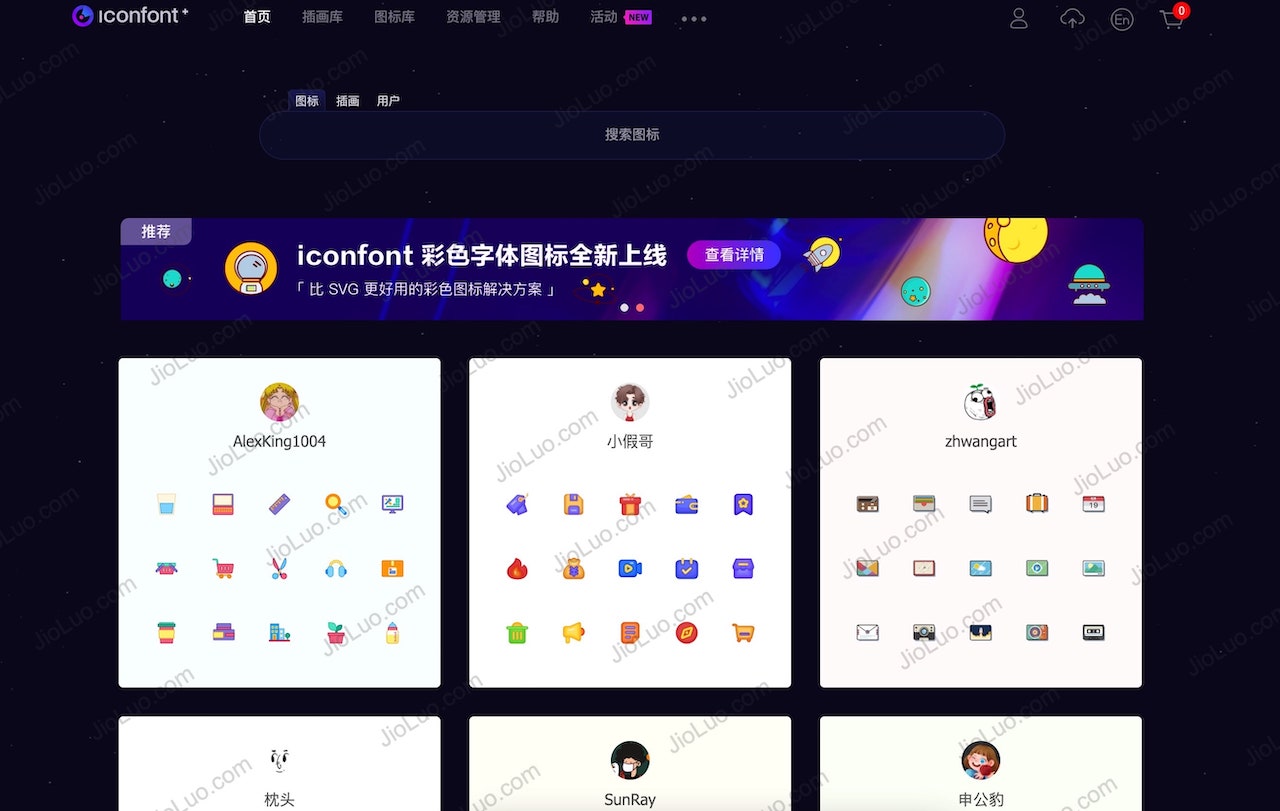 iconfont+
首页 插画库 图标库 资源管理 帮助 活动 NEW
En 0
图标 插画 用户
搜索图标
推荐
iconfont 彩色字体图标全新上线 查看详情
「 比 SVG 更好用的彩色图标解决方案 」
AlexKing1004 小假哥 zhwangart
19
枕头 SunRay 申公豹
JioLuo.com